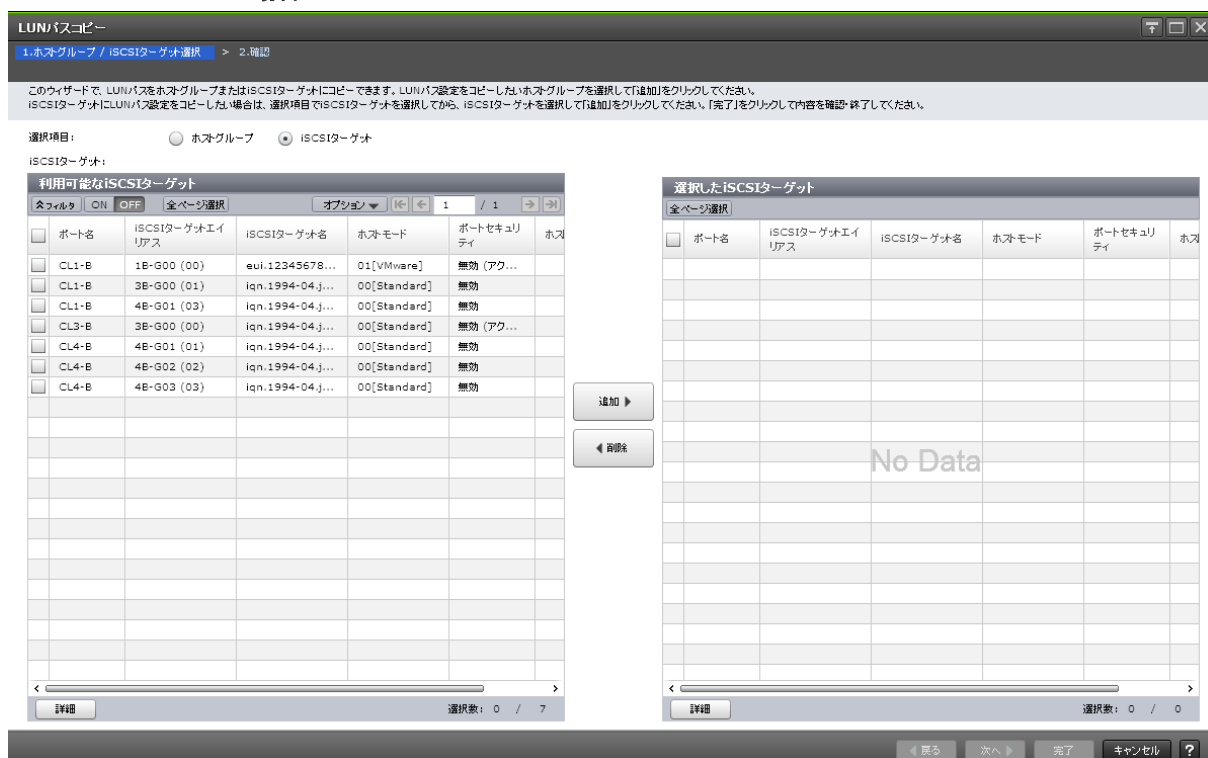 LUNパスコピー
1.ホストグループ / iSCSIターゲット選択 > 2.確認
このウィザードで、LUNパスをホストグループまたはiSCSIターゲットにコピーできます。LUNパス設定をコピーしたいホストグループを選択して「追加」をクリックしてください。
iSCSIターゲットにLUNパス設定をコピーしたい場合は、選択項目でiSCSIターゲットを選択してから、iSCSIターゲットを選択して「追加」をクリックしてください。「完了」をクリックして内容を確認・終了してください。
選択項目: ホストグループ iSCSIターゲット
iSCSIターゲット:
利用可能なiSCSIターゲット
フィルタ ON OFF 全ページ選択 オプション 1 / 1
ポート名 iSCSIターゲットエイリアス iSCSIターゲット名 ホストモード ポートセキュリティ ホス
CL1-B 1B-G00 (00) eui.12345678... 01[VMware] 無効 (アク...
CL1-B 3B-G00 (01) iqn.1994-04.j... 00[Standard] 無効
CL1-B 4B-G01 (03) iqn.1994-04.j... 00[Standard] 無効
CL3-B 3B-G00 (00) iqn.1994-04.j... 00[Standard] 無効 (アク...
CL4-B 4B-G01 (01) iqn.1994-04.j... 00[Standard] 無効
CL4-B 4B-G02 (02) iqn.1994-04.j... 00[Standard] 無効
CL4-B 4B-G03 (03) iqn.1994-04.j... 00[Standard] 無効
詳細 選択数: 0 / 7
追加
削除
選択したiSCSIターゲット
全ページ選択
ポート名 iSCSIターゲットエイリアス iSCSIターゲット名 ホストモード ポートセキュリティ ホス
No Data
詳細 選択数: 0 / 0
戻る 次へ 完了 キャンセル ?